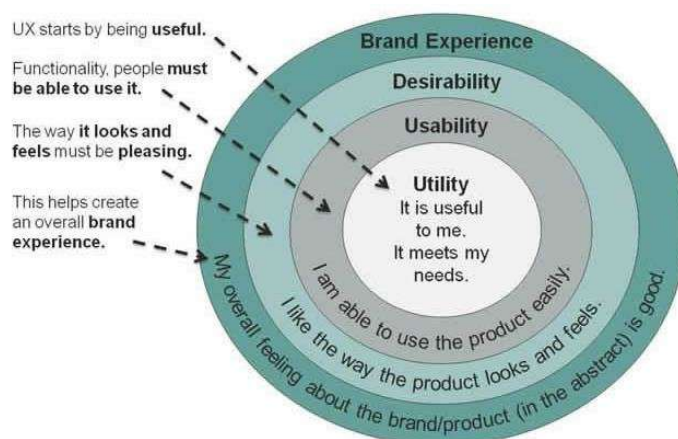 UX starts by being useful.
Functionality, people must
be able to use it.
The way it looks and
feels must be pleasing.
This helps create
an overall brand
experience.
Brand Experience
Desirability
Usability
Utility
It is useful
to me.
It meets my
needs.
I am able to use the product easily.
I like the way the product looks and feels.
My overall feeling about the brand/product (in the abstract) is good.